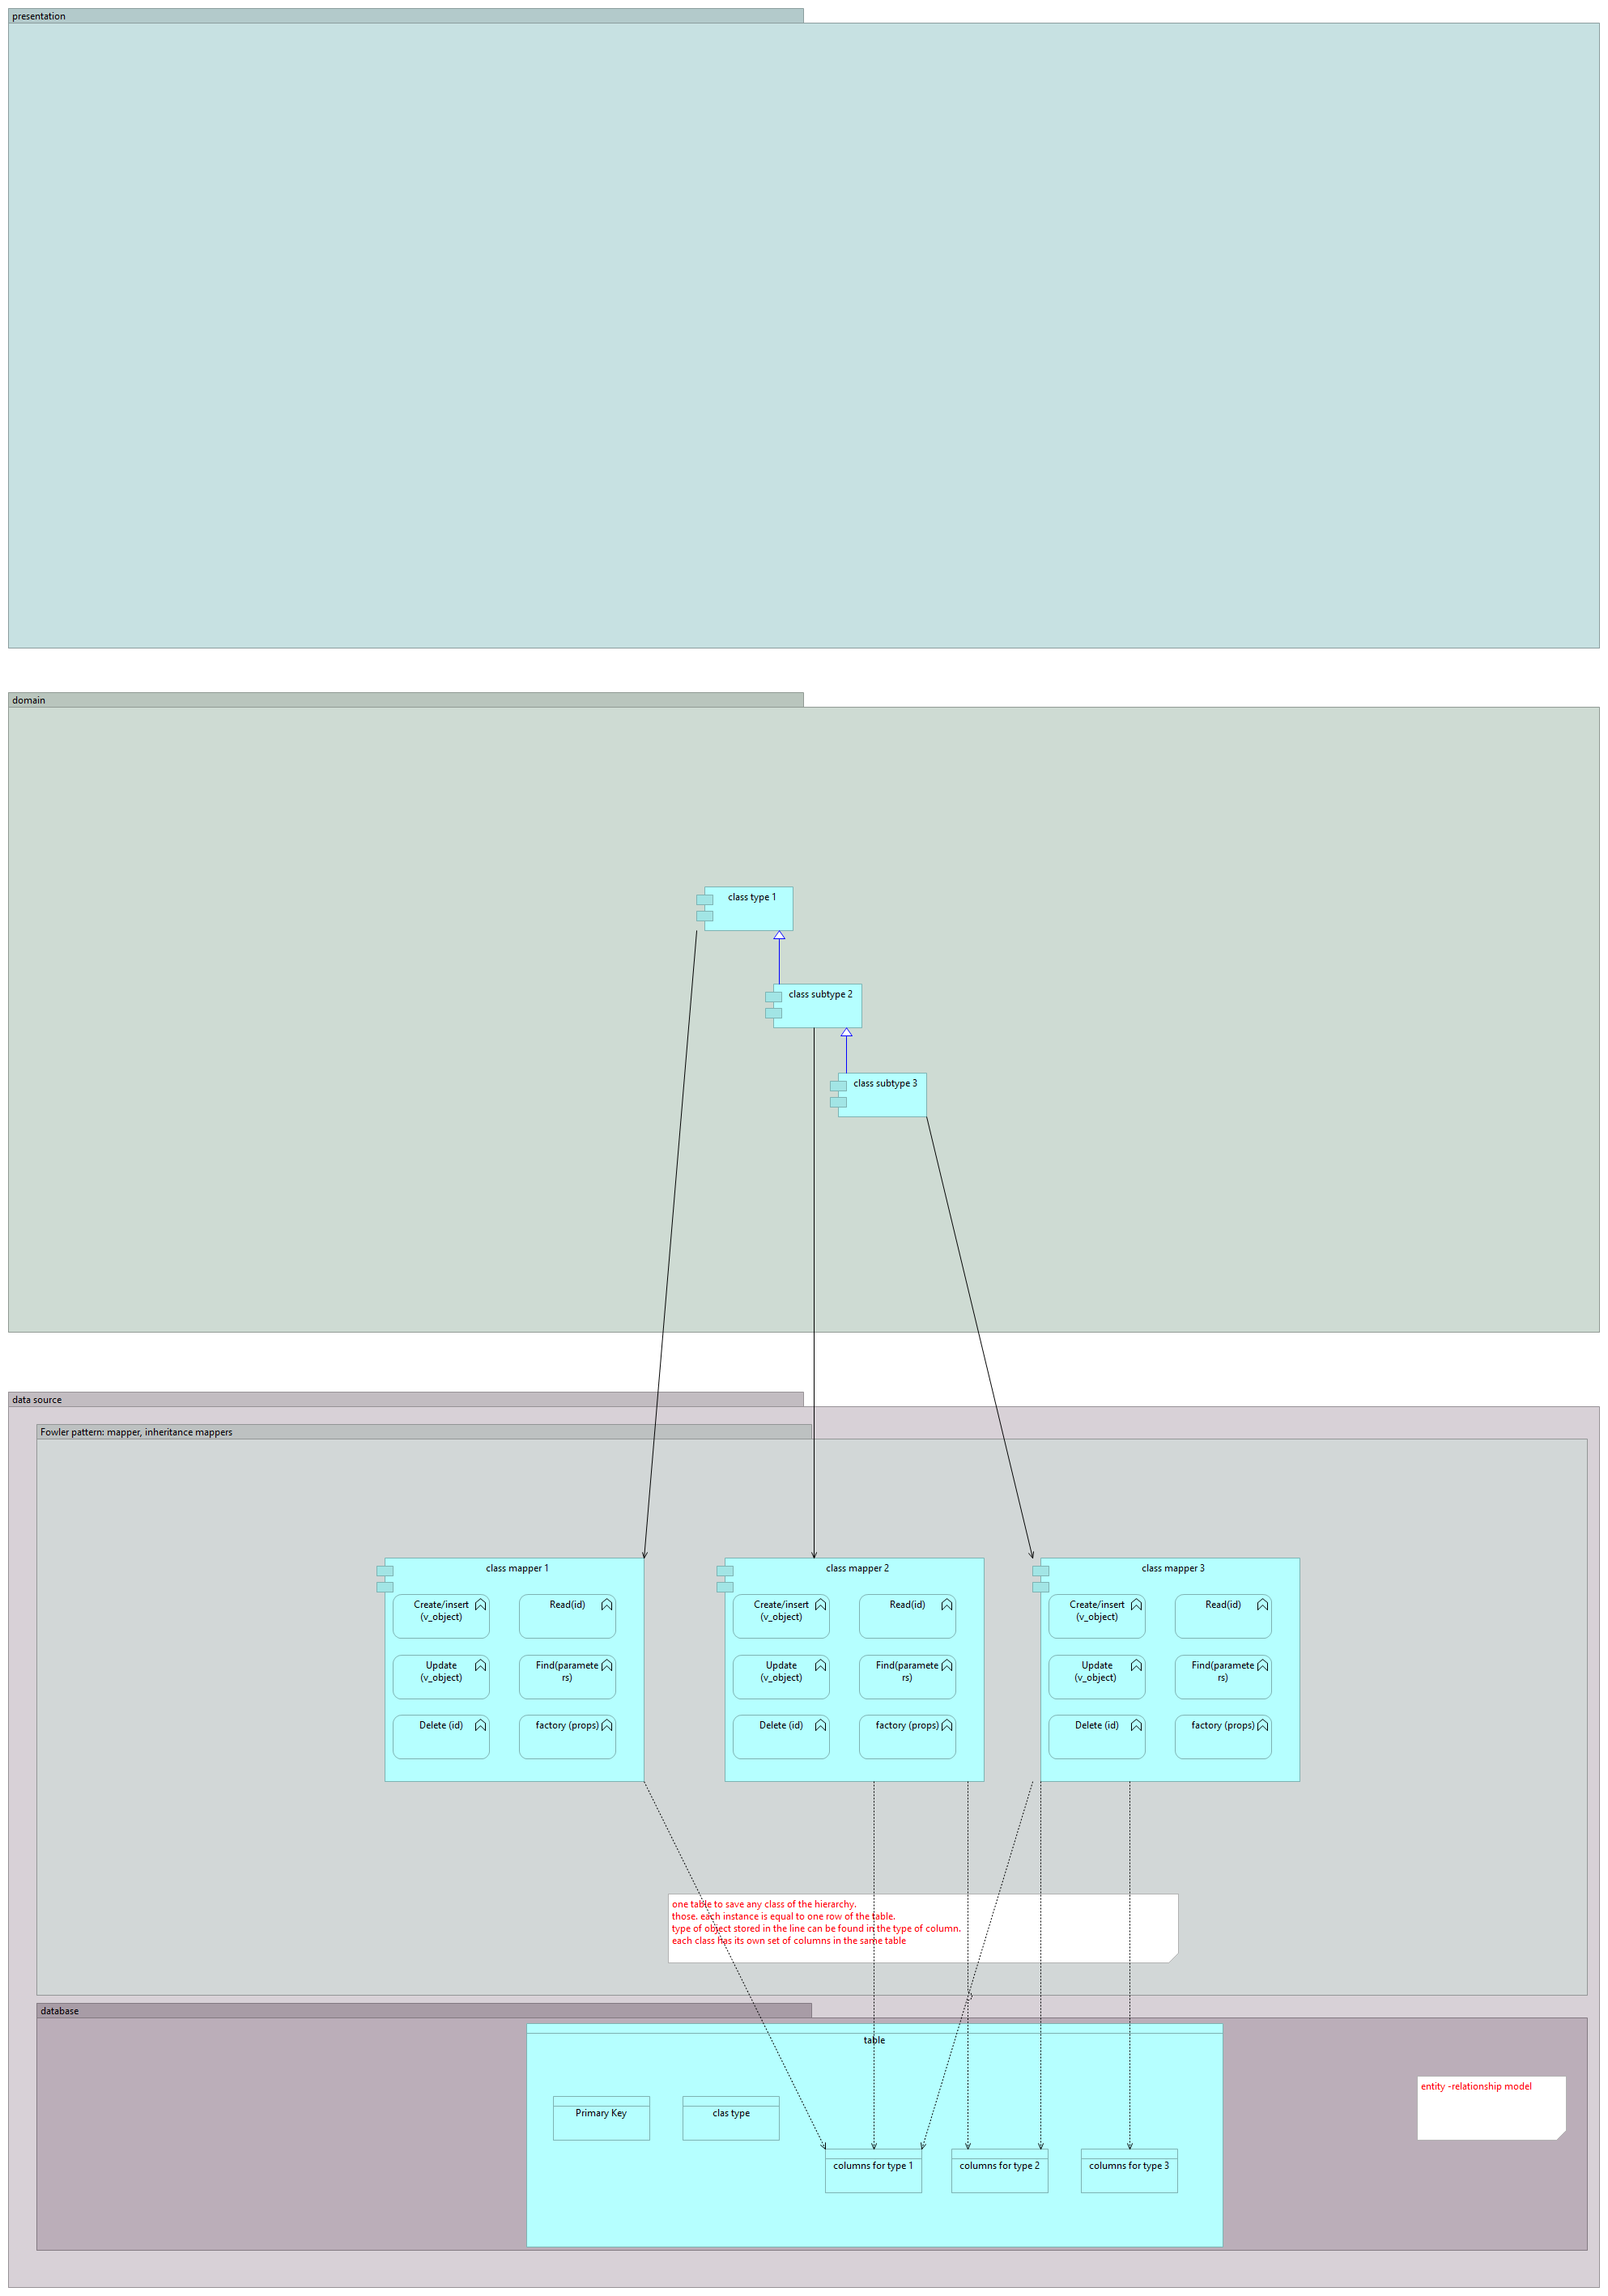 presentation
domain
class type 1
class subtype 2
class subtype 3
data source
Fowler pattern: mapper, inheritance mappers
class mapper 1
Create/insert
(v_object)
Read(id)
Update
(v_object)
Find(paramete
rs)
Delete (id)
factory (props)
class mapper 2
Create/insert
(v_object)
Read(id)
Update
(v_object)
Find(paramete
rs)
Delete (id)
factory (props)
class mapper 3
Create/insert
(v_object)
Read(id)
Update
(v_object)
Find(paramete
rs)
Delete (id)
factory (props)
one table to save any class of the hierarchy.
those. each instance is equal to one row of the table.
type of object stored in the line can be found in the type of column.
each class has its own set of columns in the same table
database
table
Primary Key
clas type
columns for type 1
columns for type 2
columns for type 3
entity -relationship model